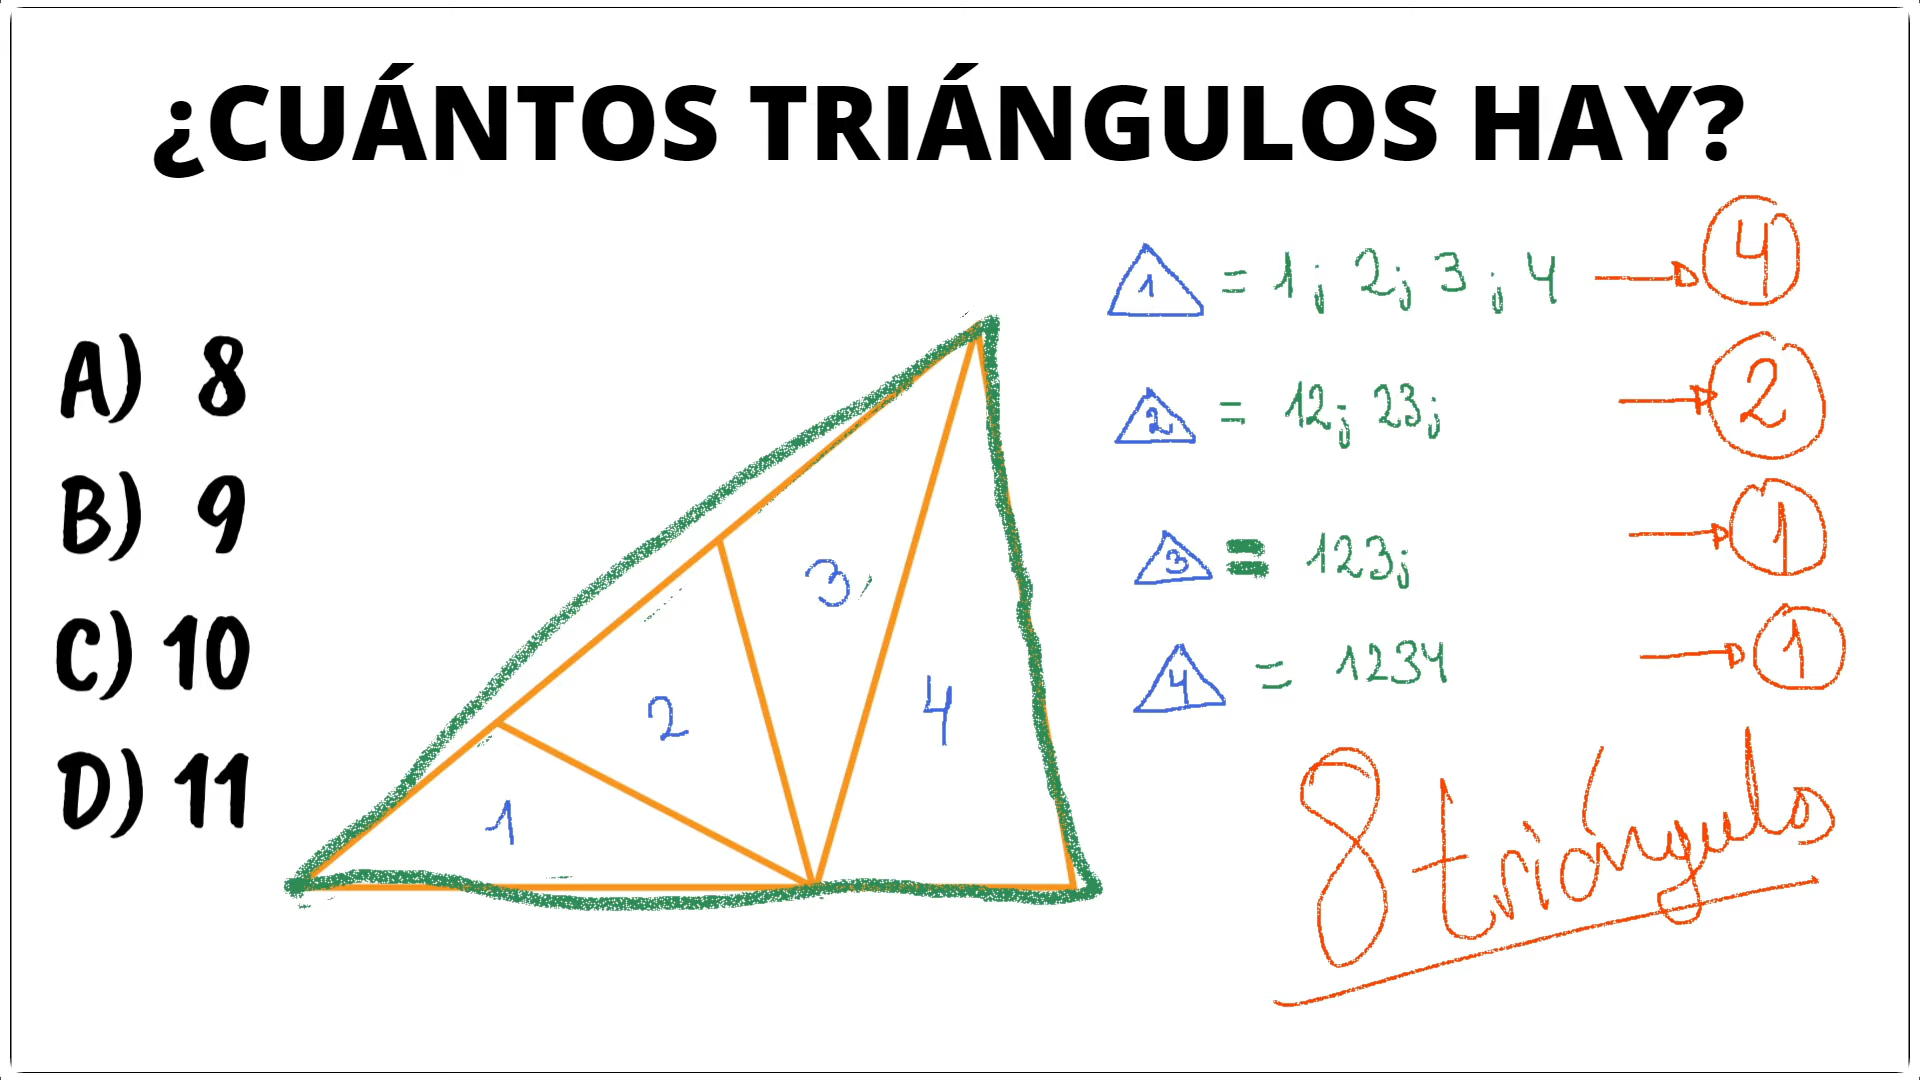 ¿CUÁNTOS TRIÁNGULOS HAY?
A) 8
B) 9
C) 10
D) 11
1
2
3
4
1 = 1; 2; 3; 4 → 4
2 = 12; 23; → 2
3 = 123; → 1
4 = 1234 → 1
8 triángulos